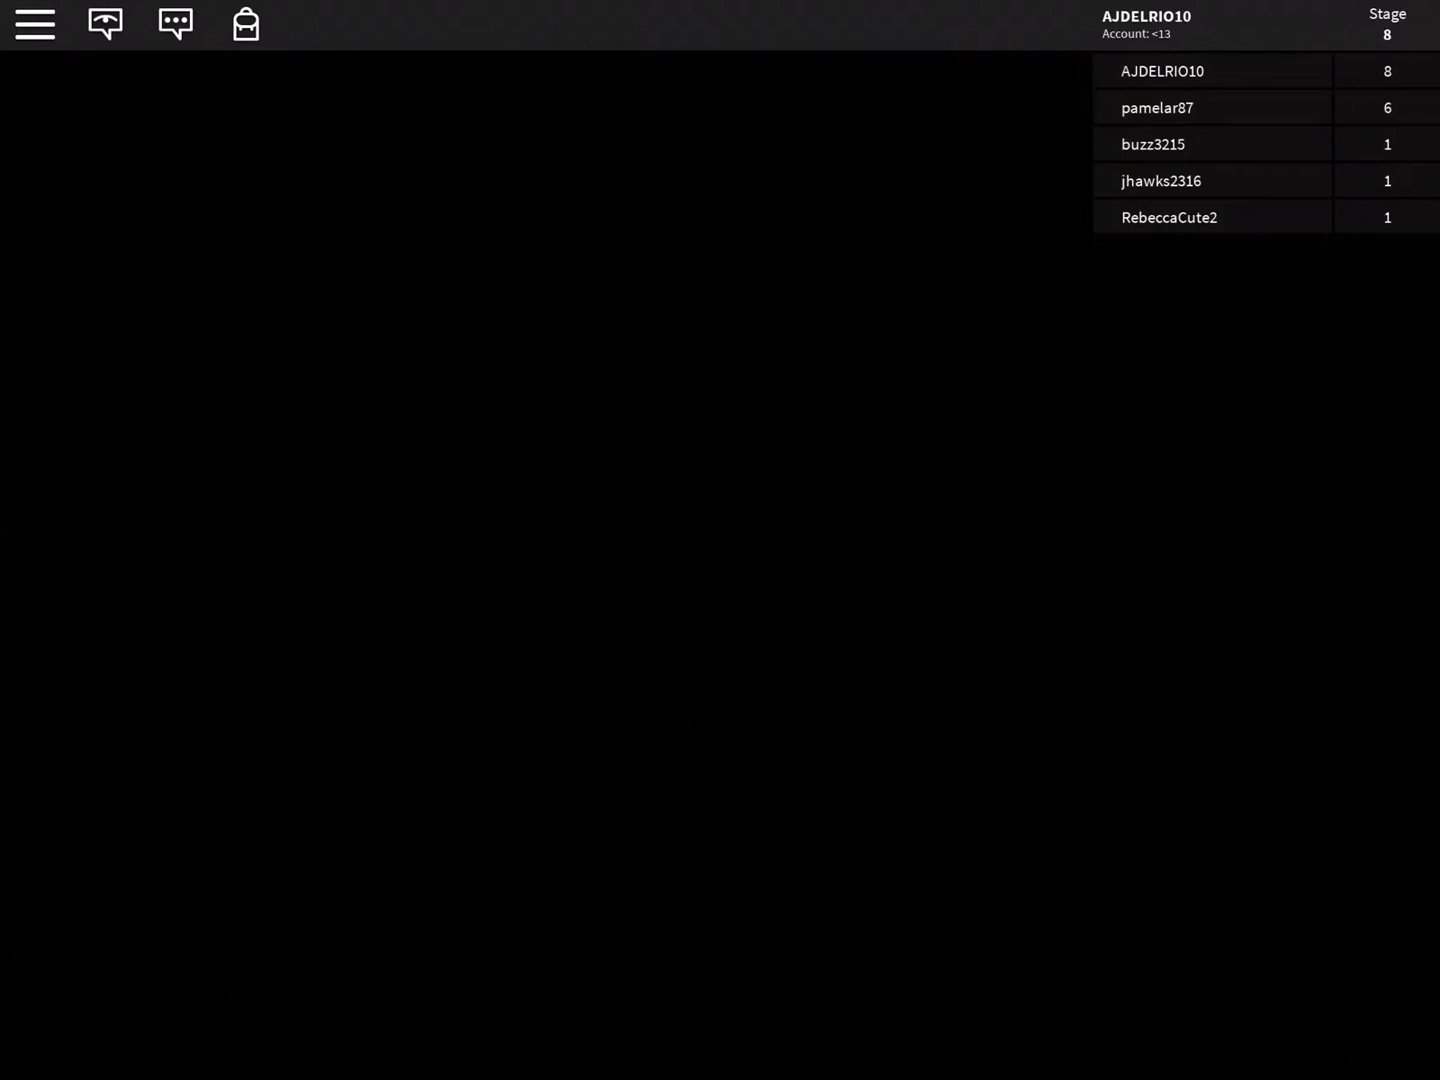 AJDELRIO10 Stage
Account: <13 8
AJDELRIO10 8
pamelar87 6
buzz3215 1
jhawks2316 1
RebeccaCute2 1